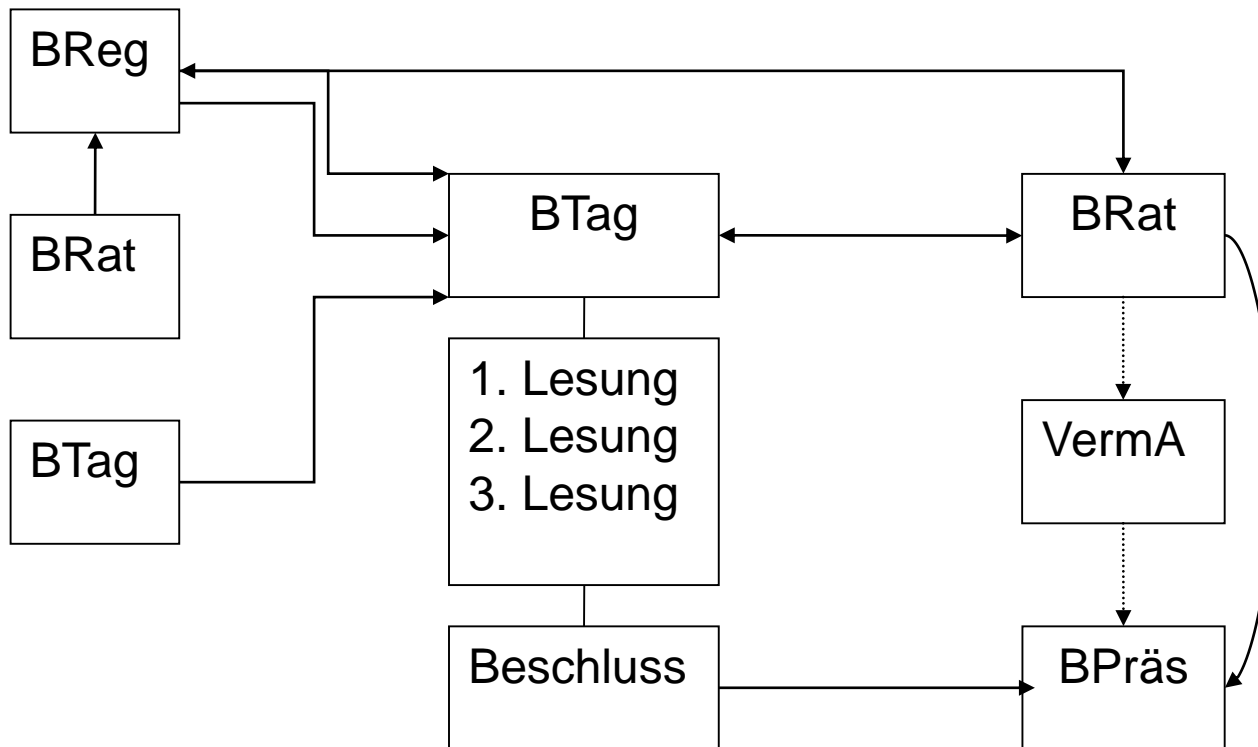 BReg
BRat
BTag
BTag
1. Lesung
2. Lesung
3. Lesung
Beschluss
BRat
VermA
BPräs